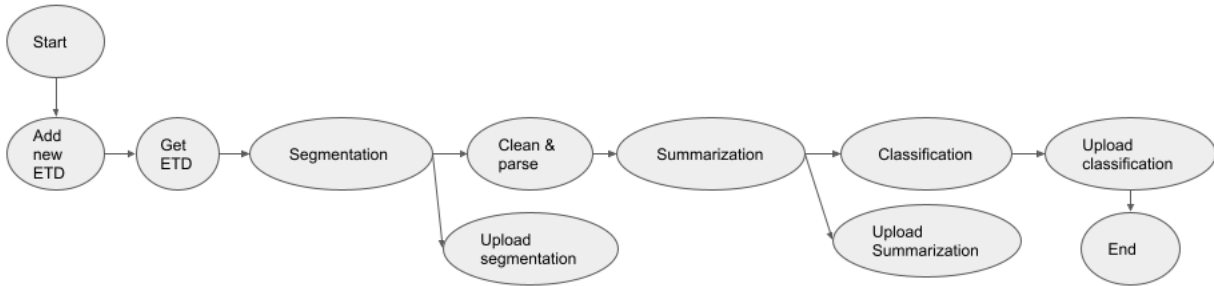 Start
Add
new
ETD
Get
ETD
Segmentation
Clean &
parse
Summarization
Classification
Upload
classification
Upload
segmentation
Upload
Summarization
End